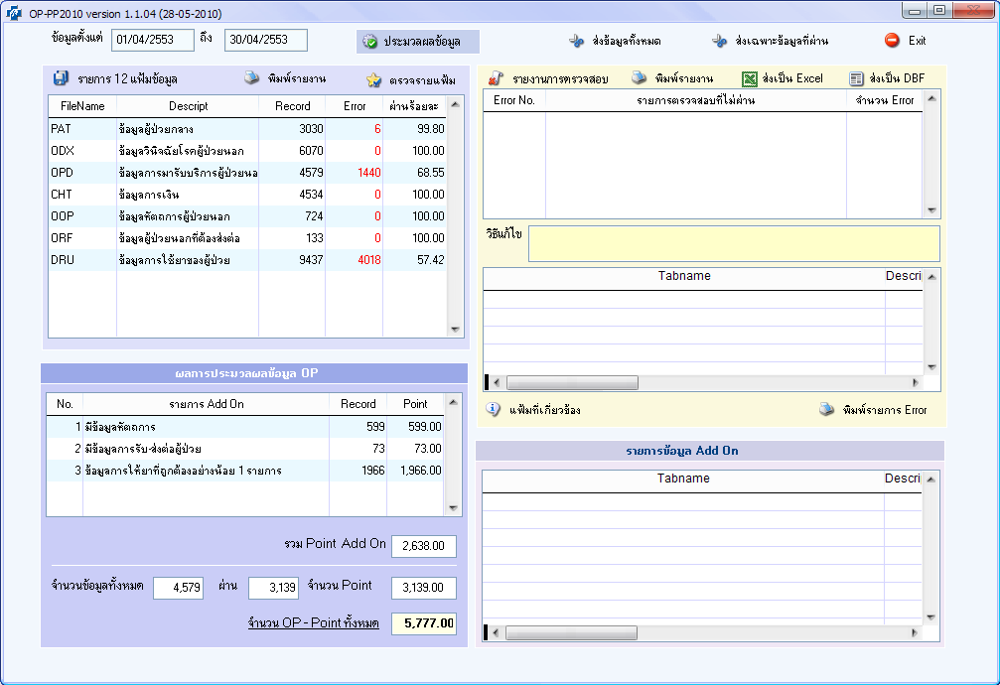 OP-PP2010 version 1.1.04 (28-05-2010)
ข้อมูลตั้งแต่ 01/04/2553 ถึง 30/04/2553 ประมวลผลข้อมูล ส่งข้อมูลทั้งหมด ส่งเฉพาะข้อมูลที่ผ่าน Exit
รายการ 12 แฟ้มข้อมูล พิมพ์รายงาน ตรวจรายแฟ้ม
FileName Descript Record Error ผ่านร้อยละ
PAT ข้อมูลผู้ป่วยกลาง 3030 6 99.80
ODX ข้อมูลวินิจฉัยโรคผู้ป่วยนอก 6070 0 100.00
OPD ข้อมูลการมารับบริการผู้ป่วยนอ 4579 1440 68.55
CHT ข้อมูลการเงิน 4534 0 100.00
OOP ข้อมูลหัตถการผู้ป่วยนอก 724 0 100.00
ORF ข้อมูลผู้ป่วยนอกที่ต้องส่งต่อ 133 0 100.00
DRU ข้อมูลการใช้ยาของผู้ป่วย 9437 4018 57.42
ผลการประมวลผลข้อมูล OP
No. รายการ Add On Record Point
1 มีข้อมูลหัตถการ 599 599.00
2 มีข้อมูลการรับ-ส่งต่อผู้ป่วย 73 73.00
3 ข้อมูลการให้ยาที่ถูกต้องอย่างน้อย 1 รายการ 1966 1,966.00
รวม Point Add On 2,638.00
จำนวนข้อมูลทั้งหมด 4,579 ผ่าน 3,139 จำนวน Point 3,139.00
จำนวน OP - Point ทั้งหมด 5,777.00
รายงานการตรวจสอบ พิมพ์รายงาน ส่งเป็น Excel ส่งเป็น DBF
Error No. รายการตรวจสอบที่ไม่ผ่าน จำนวน Error
วิธีแก้ไข
Tabname Descri
แฟ้มที่เกี่ยวข้อง พิมพ์รายการ Error
รายการข้อมูล Add On
Tabname Descri